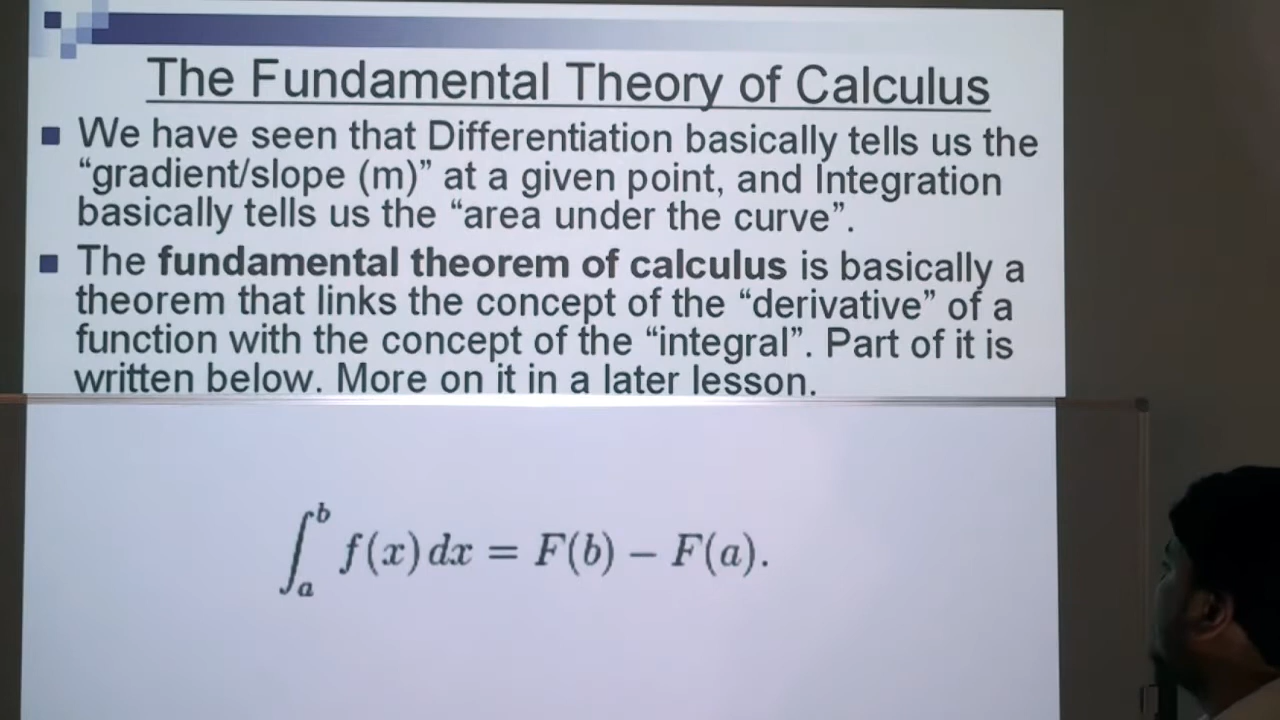 The Fundamental Theory of Calculus
We have seen that Differentiation basically tells us the
“gradient/slope (m)” at a given point, and Integration
basically tells us the “area under the curve”.
The fundamental theorem of calculus is basically a
theorem that links the concept of the “derivative” of a
function with the concept of the “integral”. Part of it is
written below. More on it in a later lesson.
∫_a^b f(x) dx = F(b) − F(a).